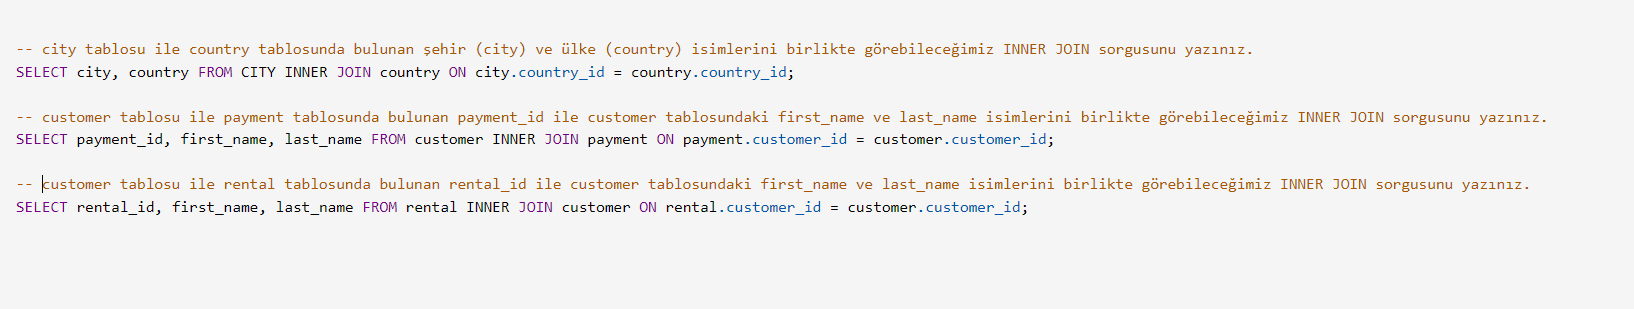 -- city tablosu ile country tablosunda bulunan şehir (city) ve ülke (country) isimlerini birlikte görebileceğimiz INNER JOIN sorgusunu yazınız.
SELECT city, country FROM CITY INNER JOIN country ON city.country_id = country.country_id;
-- customer tablosu ile payment tablosunda bulunan payment_id ile customer tablosundaki first_name ve last_name isimlerini birlikte görebileceğimiz INNER JOIN sorgusunu yazınız.
SELECT payment_id, first_name, last_name FROM customer INNER JOIN payment ON payment.customer_id = customer.customer_id;
-- customer tablosu ile rental tablosunda bulunan rental_id ile customer tablosundaki first_name ve last_name isimlerini birlikte görebileceğimiz INNER JOIN sorgusunu yazınız.
SELECT rental_id, first_name, last_name FROM rental INNER JOIN customer ON rental.customer_id = customer.customer_id;